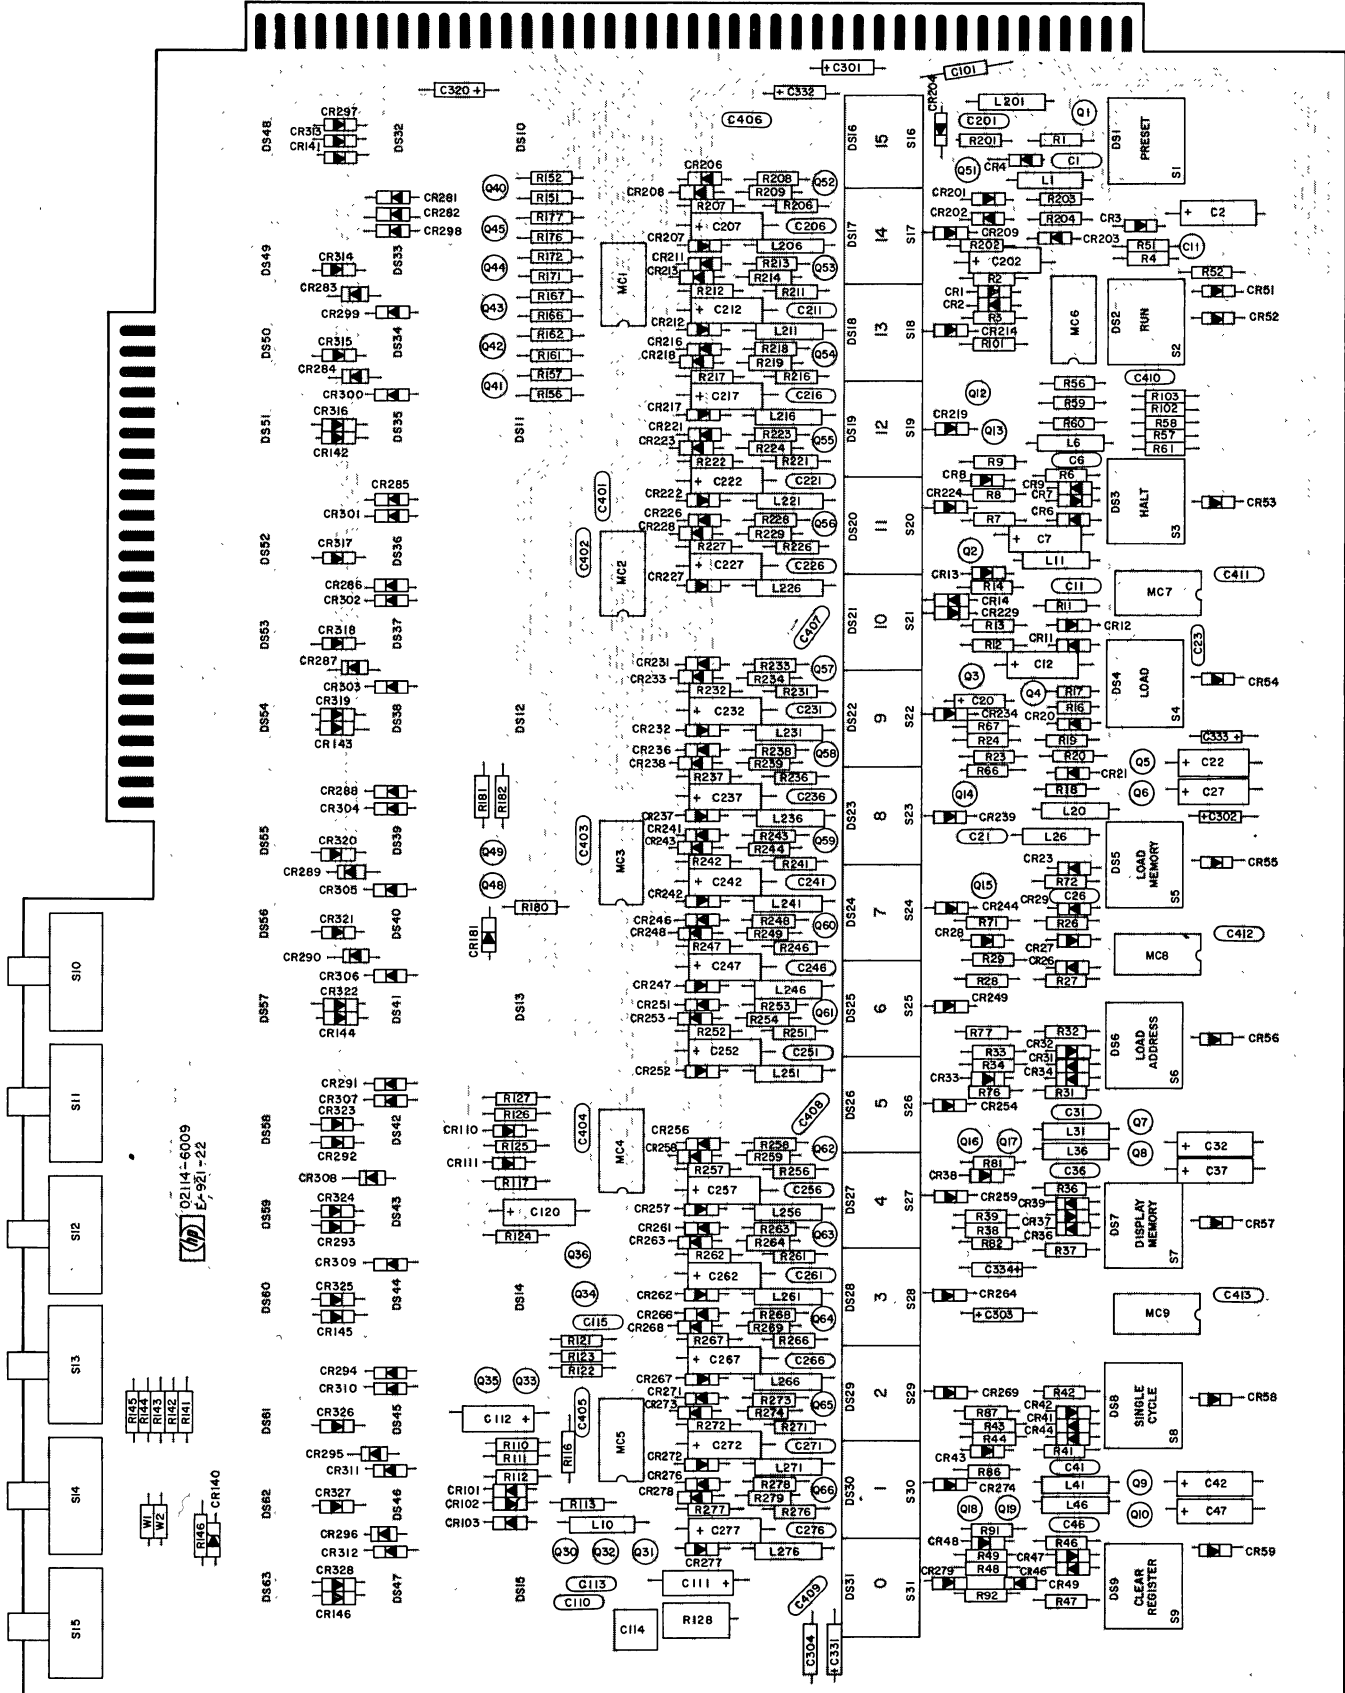 +C301
C101
CR204
C320+
+C332
C406
L201
C201
R201
Q1
R1
CR4
C1
Q51
L1
DS1
PRESET
S1
DS48
CR297
CR313
CR141
DS32
DS10
DS16
15
S16
Q40
R152
R151
CR281
CR282
CR298
Q45
R177
R176
CR206
CR208
R208
R209
Q52
R207
R206
+ C207
C206
CR207
L206
CR201
CR202
R203
R204
CR3
+ C2
CR209
R202
CR203
R51
R4
C11
+C202
R52
DS49
CR314
DS33
CR283
CR299
Q44
R172
R171
Q43
R167
R166
MC1
CR211
CR213
R213
R214
Q53
R212
R211
+ C212
C211
CR212
L211
DS17
14
S17
R2
CR1
CR2
R3
CR214
R101
MC6
DS2
RUN
S2
CR51
CR52
DS50
CR315
DS34
CR284
CR300
Q42
R162
R161
Q41
R157
R156
CR216
CR218
R218
R219
Q54
R217
R216
+ C217
C216
CR217
L216
DS18
13
S18
Q12
R56
R59
R60
C410
R103
R102
R58
R57
R61
DS51
CR316
CR142
DS35
DS11
CR221
CR223
R223
R224
Q55
R222
R221
+ C222
C221
CR222
L221
DS19
12
S19
CR219
Q13
L6
C6
R9
CR8
R8
CR9
R6
CR7
CR6
R7
+ C7
L11
DS3
HALT
S3
CR53
CR285
CR301
DS52
CR317
DS36
CR286
CR302
C401
C402
MC2
CR226
CR228
R228
R229
Q56
R227
R226
+ C227
C226
CR227
L226
DS20
11
S20
CR224
Q2
CR13
R14
CR14
CR229
R13
R12
C11
R11
CR12
CR11
+ C12
MC7
C411
C23
DS53
CR318
DS37
CR287
CR303
C407
DS21
10
S21
Q3
Q4
+C20
CR234
R67
R24
R23
R66
R17
R16
CR20
R19
R20
CR21
R18
L20
DS4
LOAD
S4
CR54
DS54
CR319
CR143
DS38
DS12
CR231
CR233
R233
R234
Q57
R232
R231
+ C232
C231
CR232
L231
DS22
9
S22
C333+
Q5
+ C22
Q6
+ C27
+C302
CR288
CR304
R181
R182
CR236
CR238
R238
R239
Q58
R237
R236
+ C237
C236
CR237
L236
DS23
8
S23
Q14
CR239
C21
L26
DS5
LOAD
MEMORY
S5
CR55
DS55
CR320
DS39
CR289
CR305
Q49
Q48
C403
MC3
CR241
CR243
R243
R244
Q59
R242
R241
+ C242
C241
CR242
L241
DS24
7
S24
CR23
R72
Q15
CR29
C26
CR244
R71
R26
CR28
CR27
R29
CR26
R28
R27
MC8
C412
DS56
CR321
DS40
CR290
CR306
R180
CR181
CR246
CR248
R248
R249
Q60
R247
R246
+ C247
C246
CR247
L246
DS57
CR322
CR144
DS41
DS13
CR251
CR253
R253
R254
Q61
R252
R251
+ C252
C251
CR252
L251
DS25
6
S25
CR249
R77
R32
R33
CR32
CR31
R34
CR34
CR33
R76
R31
CR254
C31
DS6
LOAD
ADDRESS
S6
CR56
CR291
CR307
CR323
DS58
CR292
DS42
CR308
R127
R126
CR110
R125
CR111
R117
C404
MC4
C408
DS26
5
S26
CR256
CR258
R258
R259
Q62
R257
R256
+ C257
C256
CR257
L256
Q16
Q17
L31
L36
Q7
Q8
+ C32
+ C37
R81
CR38
C36
DS27
4
S27
CR259
R36
CR39
R39
CR37
R38
CR36
R82
R37
DS7
DISPLAY
MEMORY
S7
CR57
DS59
CR324
CR293
DS43
CR309
+ C120
R124
Q36
CR261
CR263
R263
R264
Q63
R262
R261
+ C262
C261
CR262
L261
C334+
CR264
+C303
MC9
C413
DS60
CR325
CR145
DS44
DS14
Q34
C115
R121
R123
R122
CR266
CR268
R268
R269
Q64
R267
R266
+ C267
C266
CR267
L266
DS28
3
S28
CR294
CR310
Q35
Q33
C112 +
C405
CR271
CR273
R273
R274
Q65
R272
R271
+ C272
C271
CR272
L271
DS29
2
S29
CR269
R42
R87
CR42
R43
CR41
R44
CR44
CR43
R41
R86
C41
DS8
SINGLE
CYCLE
S8
CR58
DS61
CR326
DS45
CR295
CR311
R110
R111
R112
R116
MC5
CR276
CR278
R278
R279
Q66
R277
R276
+ C277
C276
CR277
L276
DS30
1
S30
CR274
L41
L46
Q9
Q10
+ C42
+ C47
Q18
Q19
C46
DS62
CR327
DS46
CR296
CR312
CR101
CR102
CR103
R113
L10
Q30
Q32
Q31
R91
CR48
R46
R49
CR47
R48
CR46
CR279
CR49
R92
R47
DS9
CLEAR
REGISTER
S9
CR59
DS63
CR328
CR146
DS47
DS15
C113
C110
C111 +
C114
R128
C409
DS31
0
S31
C304
+C331
S10
S11
S12
S13
S14
S15
hp
02114-6009
E-921-22
R145
R144
R143
R142
R141
W1
W2
R146
CR140